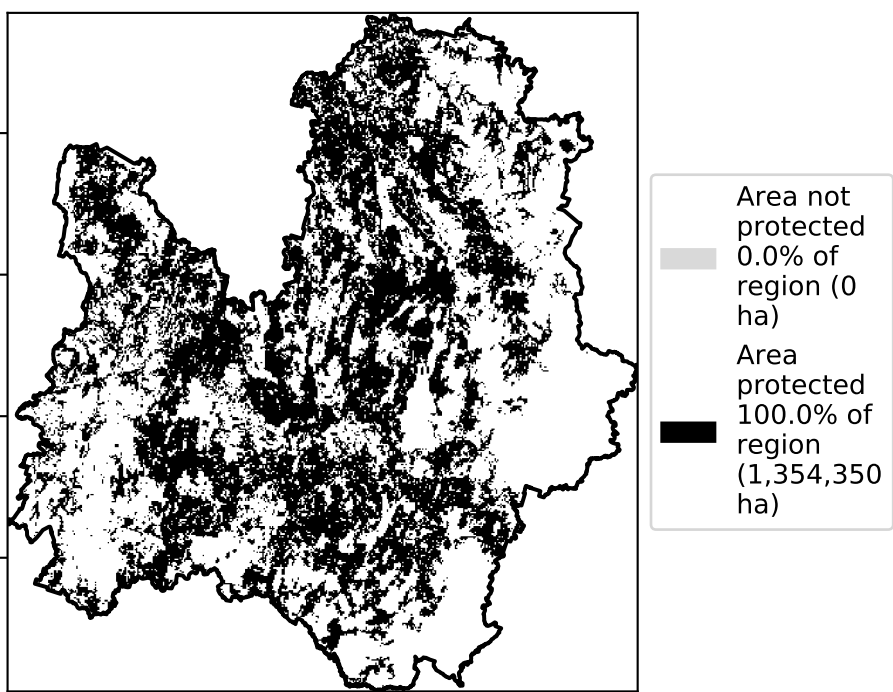 Area not
protected
0.0% of
region (0
ha)
Area
protected
100.0% of
region
(1,354,350
ha)